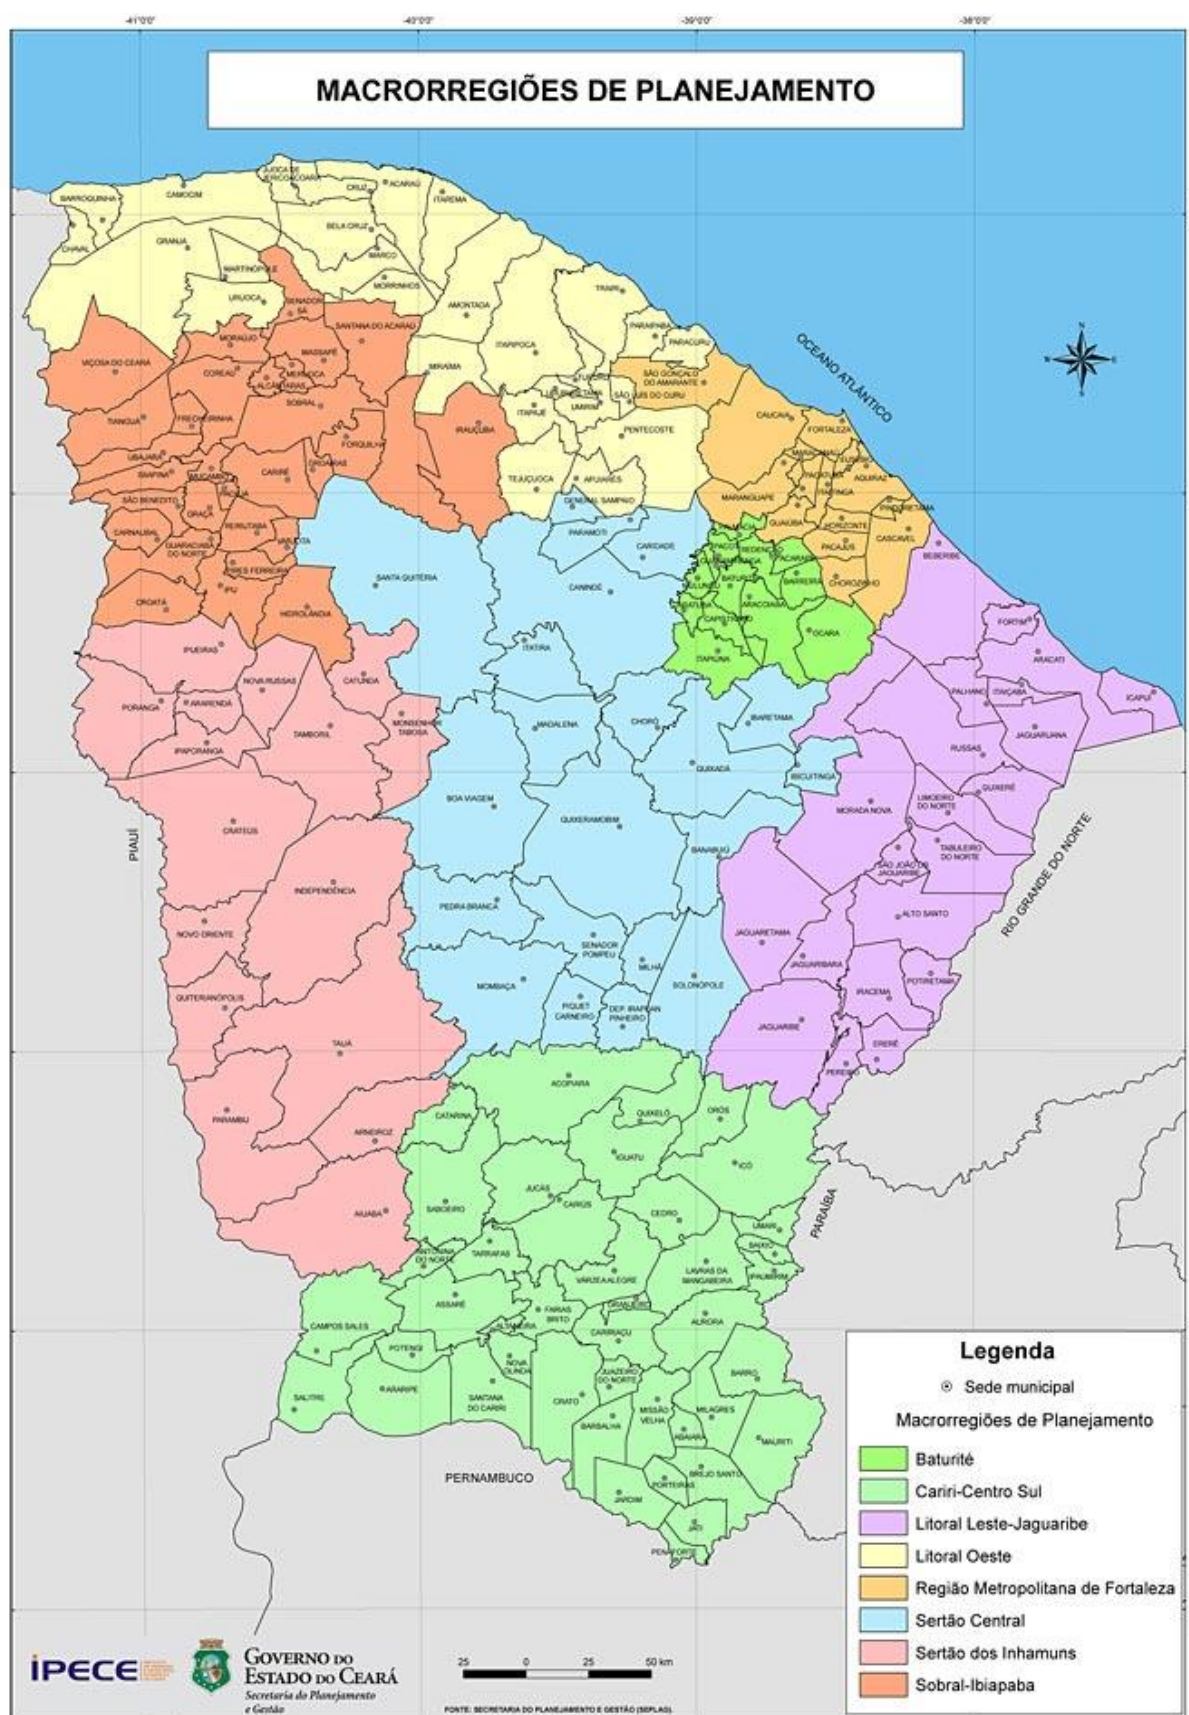 -41°0'0"
-40°0'0"
-39°0'0"
-38°0'0"
MACRORREGIÕES DE PLANEJAMENTO
JIJOCA DE
JERICOACOARA
CRUZ
ACARAÚ
BARROQUINHA
CAMOCIM
ITAREMA
BELA CRUZ
CHAVAL
GRANJA
MARCO
MARTINÓPOLE
MORRINHOS
URUOCA
SENADOR
SÁ
AMONTADA
TRAIRI
SANTANA DO ACARAÚ
PARAIPABA
PARACURU
OCEANO ATLÂNTICO
N
MORAÚJO
ITAPIPOCA
VIÇOSA DO CEARÁ
MASSAPÊ
COREAÚ
MERUOCA
MIRAÍMA
SÃO GONÇALO
DO AMARANTE
ALCÂNTARAS
UMIRIM
SÃO LUIS DO CURU
SOBRAL
ITAPAJÉ
TIANGUÁ
FRECHEIRINHA
IRAUÇUBA
CAUCAIA
FORTALEZA
FORQUILHA
PENTECOSTE
UBAJARA
MARACANAÚ
IBIAPINA
MUCAMBO
CARIRÉ
GROAÍRAS
TEJUÇUOCA
APUIARÉS
AQUIRAZ
SÃO BENEDITO
PACUJÁ
GENERAL SAMPAIO
MARANGUAPE
ITAITINGA
PINDORETAMA
GRAÇA
RERIUTABA
GUAIÚBA
HORIZONTE
CARNAUBAL
GUARACIABA
DO NORTE
VARJOTA
PARAMOTI
CARIDADE
PACAJUS
CASCAVEL
BEBERIBE
PIRES FERREIRA
SANTA QUITÉRIA
CANINDÉ
BATURITÉ
BARREIRA
CHOROZINHO
IPU
ARACOIABA
CROATÁ
HIDROLÂNDIA
CAPISTRANO
OCARA
FORTIM
IPUEIRAS
ITATIRA
ITAPIÚNA
ARACATI
NOVA RUSSAS
CATUNDA
PALHANO
ITAIÇABA
ICAPUÍ
PORANGA
ARARENDÁ
MONSENHOR
TABOSA
MADALENA
CHORÓ
IBARETAMA
TAMBORIL
JAGUARUANA
IPAPORANGA
RUSSAS
QUIXADÁ
IBICUITINGA
QUIXERÉ
BOA VIAGEM
MORADA NOVA
LIMOEIRO
DO NORTE
CRATEÚS
QUIXERAMOBIM
PIAUÍ
BANABUIÚ
TABULEIRO
DO NORTE
SÃO JOÃO DO
JAGUARIBE
RIO GRANDE DO NORTE
INDEPENDÊNCIA
PEDRA BRANCA
ALTO SANTO
NOVO ORIENTE
SENADOR
POMPEU
JAGUARETAMA
MILHÃ
JAGUARIBARA
QUITERIANÓPOLIS
MOMBAÇA
SOLONÓPOLE
POTIRETAMA
IRACEMA
PIQUET
CARNEIRO
DEP. IRAPUAN
PINHEIRO
JAGUARIBE
TAUÁ
ERERÊ
PEREIRO
ACOPIARA
PARAMBU
CATARINA
QUIXELÔ
ORÓS
ARNEIROZ
IGUATU
ICÓ
JUCÁS
CARIÚS
AIUABA
SABOEIRO
CEDRO
UMARI
PARAÍBA
ANTONINA
DO NORTE
TARRAFAS
BAIXIO
VÁRZEA ALEGRE
LAVRAS DA
MANGABEIRA
IPAUMIRIM
ASSARÉ
FARIAS
BRITO
GRANJEIRO
AURORA
CAMPOS SALES
ALTANEIRA
CARIRIAÇU
POTENGI
NOVA
OLINDA
JUAZEIRO
DO NORTE
BARRO
SALITRE
ARARIPE
SANTANA
DO CARIRI
CRATO
MISSÃO
VELHA
MILAGRES
BARBALHA
ABAIARA
MAURITI
PERNAMBUCO
BREJO SANTO
PORTEIRAS
JARDIM
JATI
PENAFORTE
Legenda
Sede municipal
Macrorregiões de Planejamento
Baturité
Cariri-Centro Sul
Litoral Leste-Jaguaribe
Litoral Oeste
Região Metropolitana de Fortaleza
Sertão Central
Sertão dos Inhamuns
Sobral-Ibiapaba
IPECE
GOVERNO DO
ESTADO DO CEARÁ
Secretaria do Planejamento
e Gestão
25 0 25 50 km
FONTE: SECRETARIA DO PLANEJAMENTO E GESTÃO (SEPLAG).